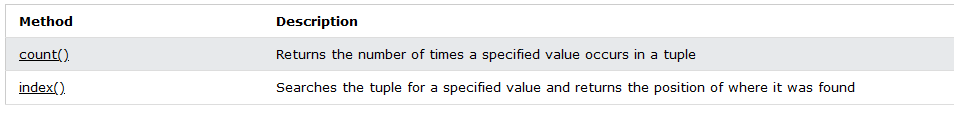 Method Description
count() Returns the number of times a specified value occurs in a tuple
index() Searches the tuple for a specified value and returns the position of where it was found